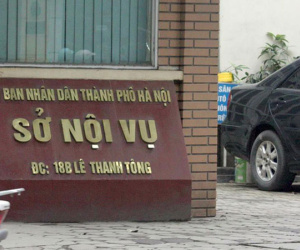 BAN NHÂN DÂN THÀNH PHỐ HÀ NỘI
SỞ NỘI VỤ
ĐC: 18B LÊ THÁNH TÔNG